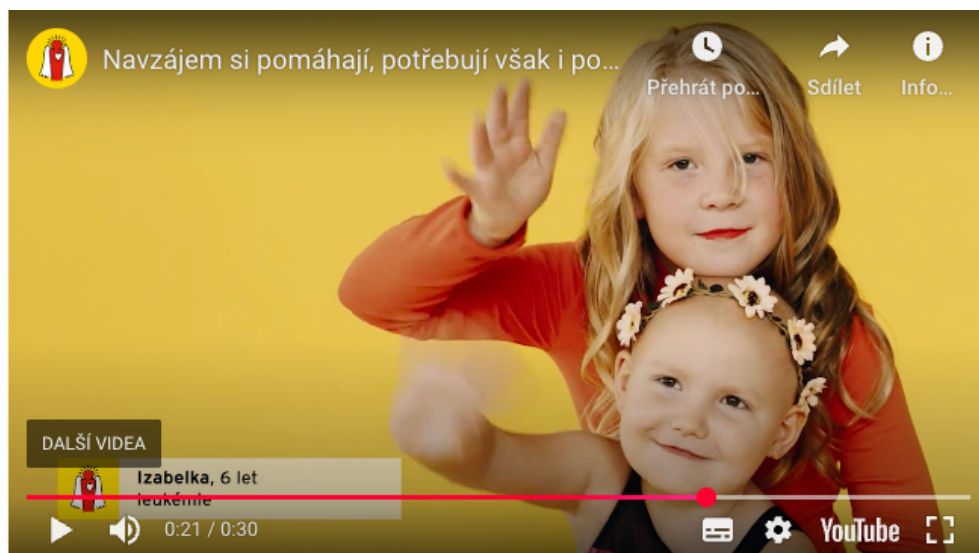 Navzájem si pomáhají, potřebují však i po...
Přehrát po...
Sdílet
Info...
DALŠÍ VIDEA
Izabelka, 6 let
leukémie
0:21 / 0:30
YouTube